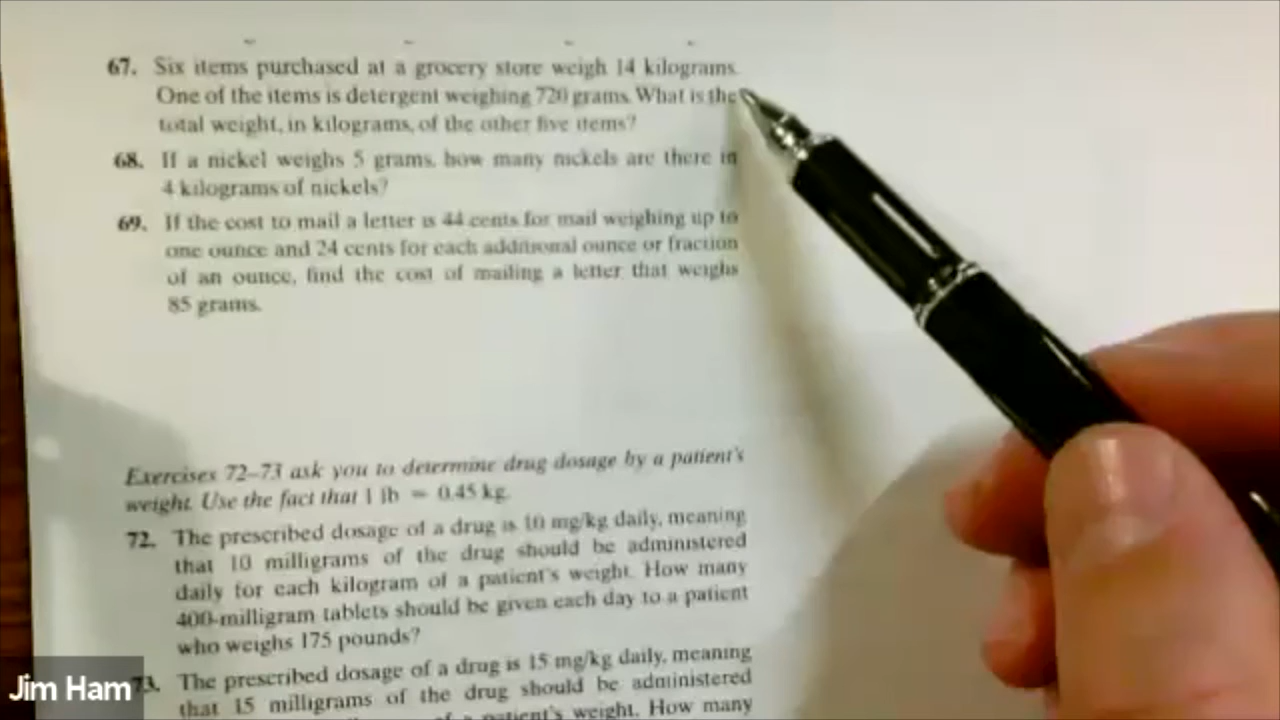 67. Six items purchased at a grocery store weigh 14 kilograms.
One of the items is detergent weighing 720 grams. What is the
total weight, in kilograms, of the other five items?
68. If a nickel weighs 5 grams, how many nickels are there in
4 kilograms of nickels?
69. If the cost to mail a letter is 44 cents for mail weighing up to
one ounce and 24 cents for each additional ounce or fraction
of an ounce, find the cost of mailing a letter that weighs
85 grams.
Exercises 72–73 ask you to determine drug dosage by a patient's
weight. Use the fact that 1 lb = 0.45 kg.
72. The prescribed dosage of a drug is 10 mg/kg daily, meaning
that 10 milligrams of the drug should be administered
daily for each kilogram of a patient's weight. How many
400-milligram tablets should be given each day to a patient
who weighs 175 pounds?
73. The prescribed dosage of a drug is 15 mg/kg daily, meaning
that 15 milligrams of the drug should be administered
of a patient's weight. How many
Jim Ham